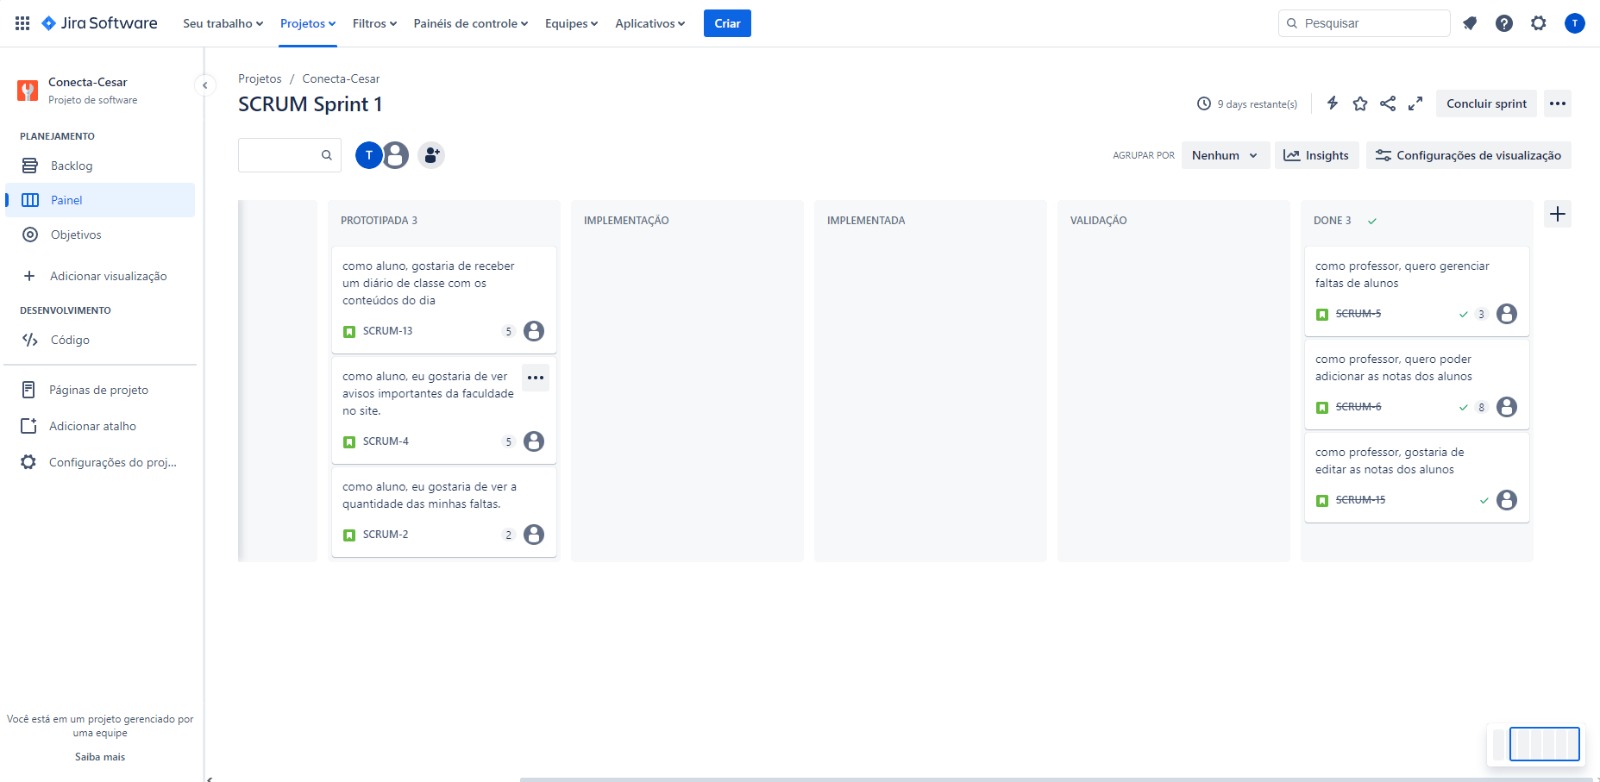 Jira Software
Seu trabalho
Projetos
Filtros
Painéis de controle
Equipes
Aplicativos
Criar
Pesquisar
T
Conecta-Cesar
Projeto de software
PLANEJAMENTO
Backlog
Painel
Objetivos
Adicionar visualização
DESENVOLVIMENTO
Código
Páginas de projeto
Adicionar atalho
Configurações do proj...
Você está em um projeto gerenciado por
uma equipe
Saiba mais
Projetos / Conecta-Cesar
SCRUM Sprint 1
9 days restante(s)
Concluir sprint
T
AGRUPAR POR
Nenhum
Insights
Configurações de visualização
PROTOTIPADA 3
como aluno, gostaria de receber
um diário de classe com os
conteúdos do dia
SCRUM-13
5
como aluno, eu gostaria de ver
avisos importantes da faculdade
no site.
SCRUM-4
5
como aluno, eu gostaria de ver a
quantidade das minhas faltas.
SCRUM-2
2
IMPLEMENTAÇÃO
IMPLEMENTADA
VALIDAÇÃO
DONE 3
como professor, quero gerenciar
faltas de alunos
SCRUM-5
3
como professor, quero poder
adicionar as notas dos alunos
SCRUM-6
8
como professor, gostaria de
editar as notas dos alunos
SCRUM-15